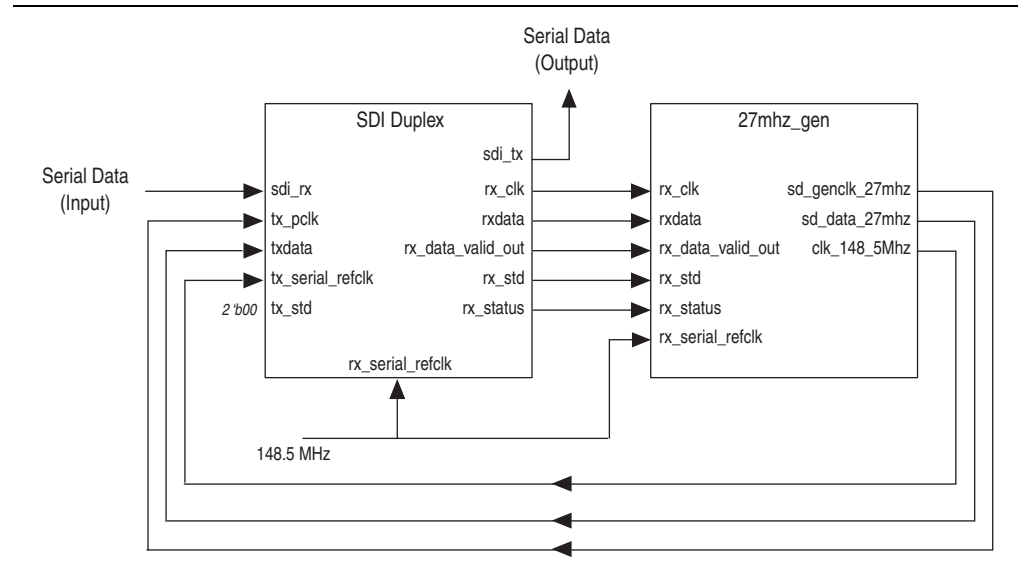 Serial Data
(Output)
SDI Duplex
27mhz_gen
sdi_tx
Serial Data
(Input)
sdi_rx
rx_clk
rx_clk
sd_genclk_27mhz
tx_pclk
rxdata
rxdata
sd_data_27mhz
txdata
rx_data_valid_out
rx_data_valid_out
clk_148_5Mhz
tx_serial_refclk
rx_std
rx_std
2 'b00
tx_std
rx_status
rx_status
rx_serial_refclk
rx_serial_refclk
148.5 MHz